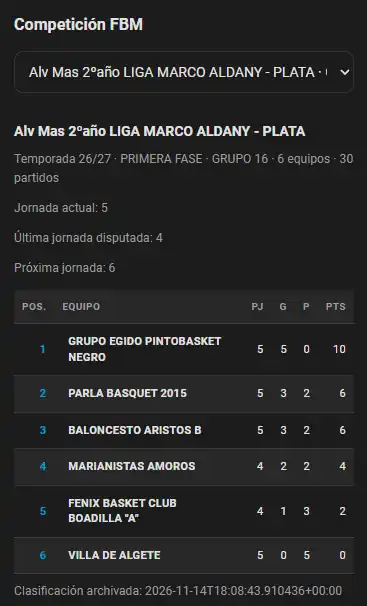 Competición FBM
Alv Mas 2ºaño LIGA MARCO ALDANY - PLATA · (
Alv Mas 2ºaño LIGA MARCO ALDANY - PLATA
Temporada 26/27 · PRIMERA FASE · GRUPO 16 · 6 equipos · 30
partidos
Jornada actual: 5
Última jornada disputada: 4
Próxima jornada: 6
POS. EQUIPO PJ G P PTS
1 GRUPO EGIDO PINTOBASKET NEGRO 5 5 0 10
2 PARLA BASQUET 2015 5 3 2 6
3 BALONCESTO ARISTOS B 5 3 2 6
4 MARIANISTAS AMOROS 4 2 2 4
5 FENIX BASKET CLUB BOADILLA "A" 4 1 3 2
6 VILLA DE ALGETE 5 0 5 0
Clasificación archivada: 2026-11-14T18:08:43.910436+00:00